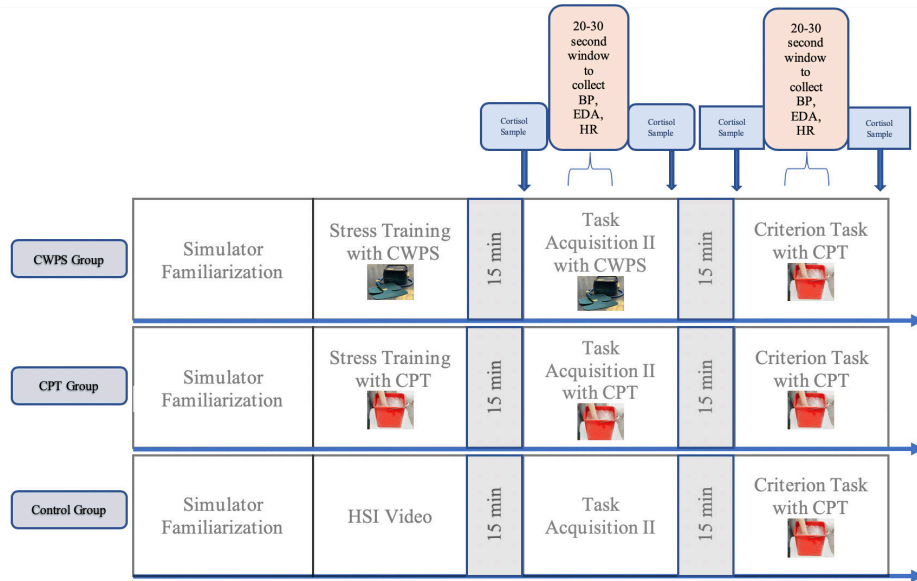 20-30
second
window
to
collect
BP,
EDA,
HR
20-30
second
window
to
collect
BP,
EDA,
HR
Cortisol
Sample
Cortisol
Sample
Cortisol
Sample
Cortisol
Sample
CWPS Group
Simulator
Familiarization
Stress Training
with CWPS
15 min
Task
Acquisition II
with CWPS
15 min
Criterion Task
with CPT
CPT Group
Simulator
Familiarization
Stress Training
with CPT
15 min
Task
Acquisition II
with CPT
15 min
Criterion Task
with CPT
Control Group
Simulator
Familiarization
HSI Video
15 min
Task
Acquisition II
15 min
Criterion Task
with CPT